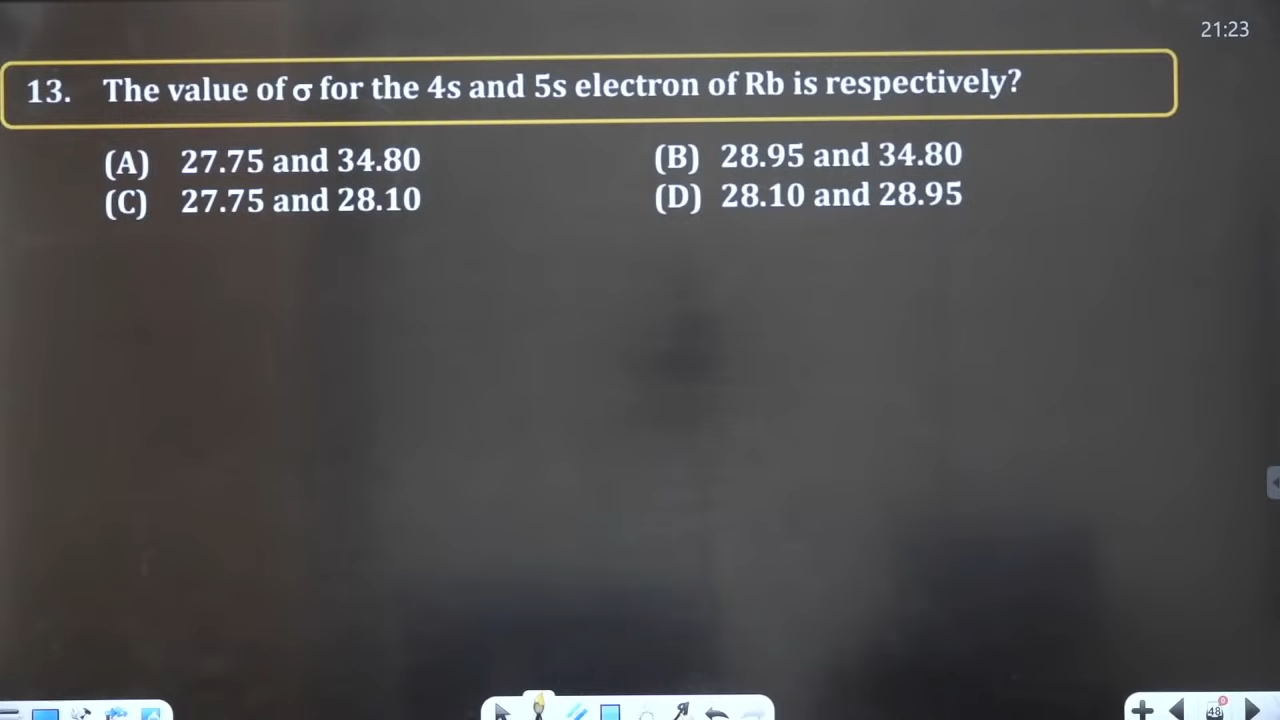 21:23
13. The value of σ for the 4s and 5s electron of Rb is respectively?
(A) 27.75 and 34.80 (B) 28.95 and 34.80
(C) 27.75 and 28.10 (D) 28.10 and 28.95
48